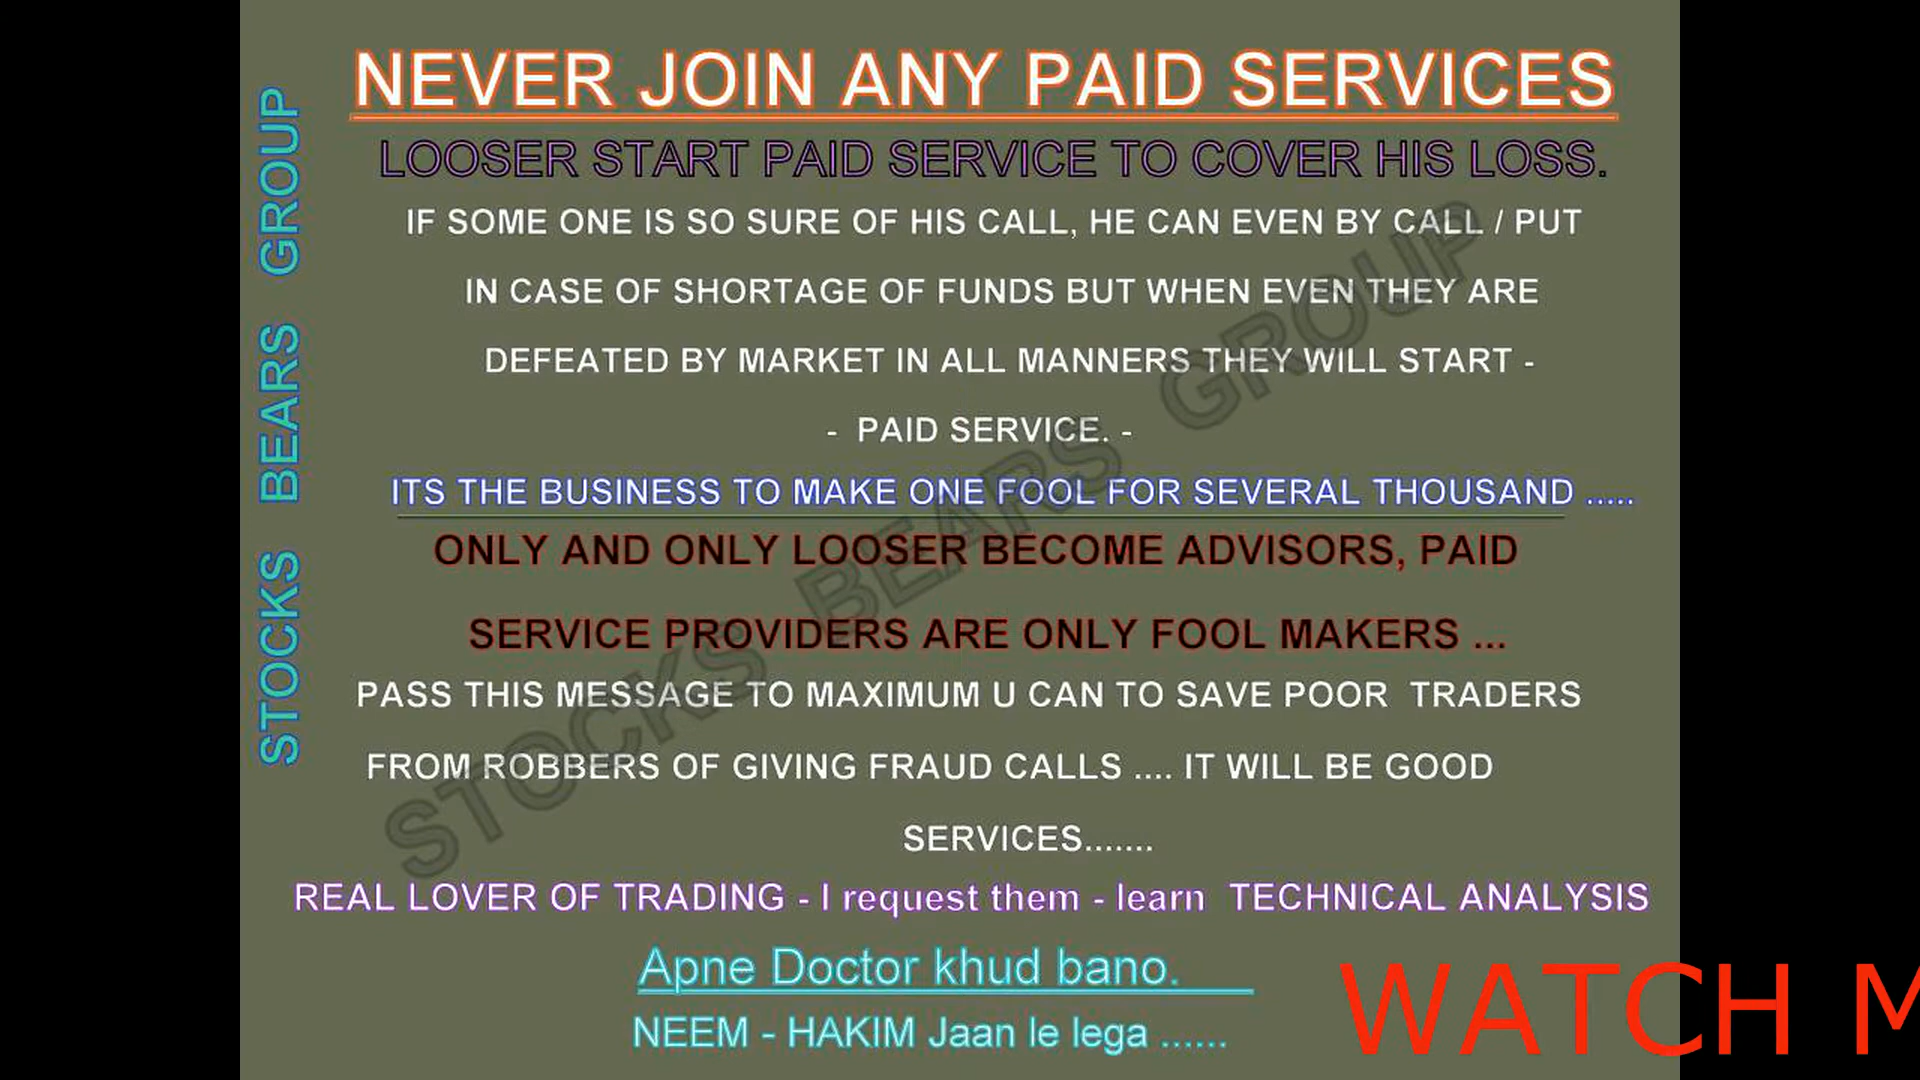 NEVER JOIN ANY PAID SERVICES
LOOSER START PAID SERVICE TO COVER HIS LOSS.
IF SOME ONE IS SO SURE OF HIS CALL, HE CAN EVEN BY CALL / PUT
IN CASE OF SHORTAGE OF FUNDS BUT WHEN EVEN THEY ARE
DEFEATED BY MARKET IN ALL MANNERS THEY WILL START -
- PAID SERVICE. -
ITS THE BUSINESS TO MAKE ONE FOOL FOR SEVERAL THOUSAND .....
ONLY AND ONLY LOOSER BECOME ADVISORS, PAID
SERVICE PROVIDERS ARE ONLY FOOL MAKERS ...
PASS THIS MESSAGE TO MAXIMUM U CAN TO SAVE POOR TRADERS
FROM ROBBERS OF GIVING FRAUD CALLS .... IT WILL BE GOOD
SERVICES.......
REAL LOVER OF TRADING - I request them - learn TECHNICAL ANALYSIS
Apne Doctor khud bano.
NEEM - HAKIM Jaan le lega ......
STOCKS BEARS GROUP
STOCKS BEARS GROUP
WATCH M